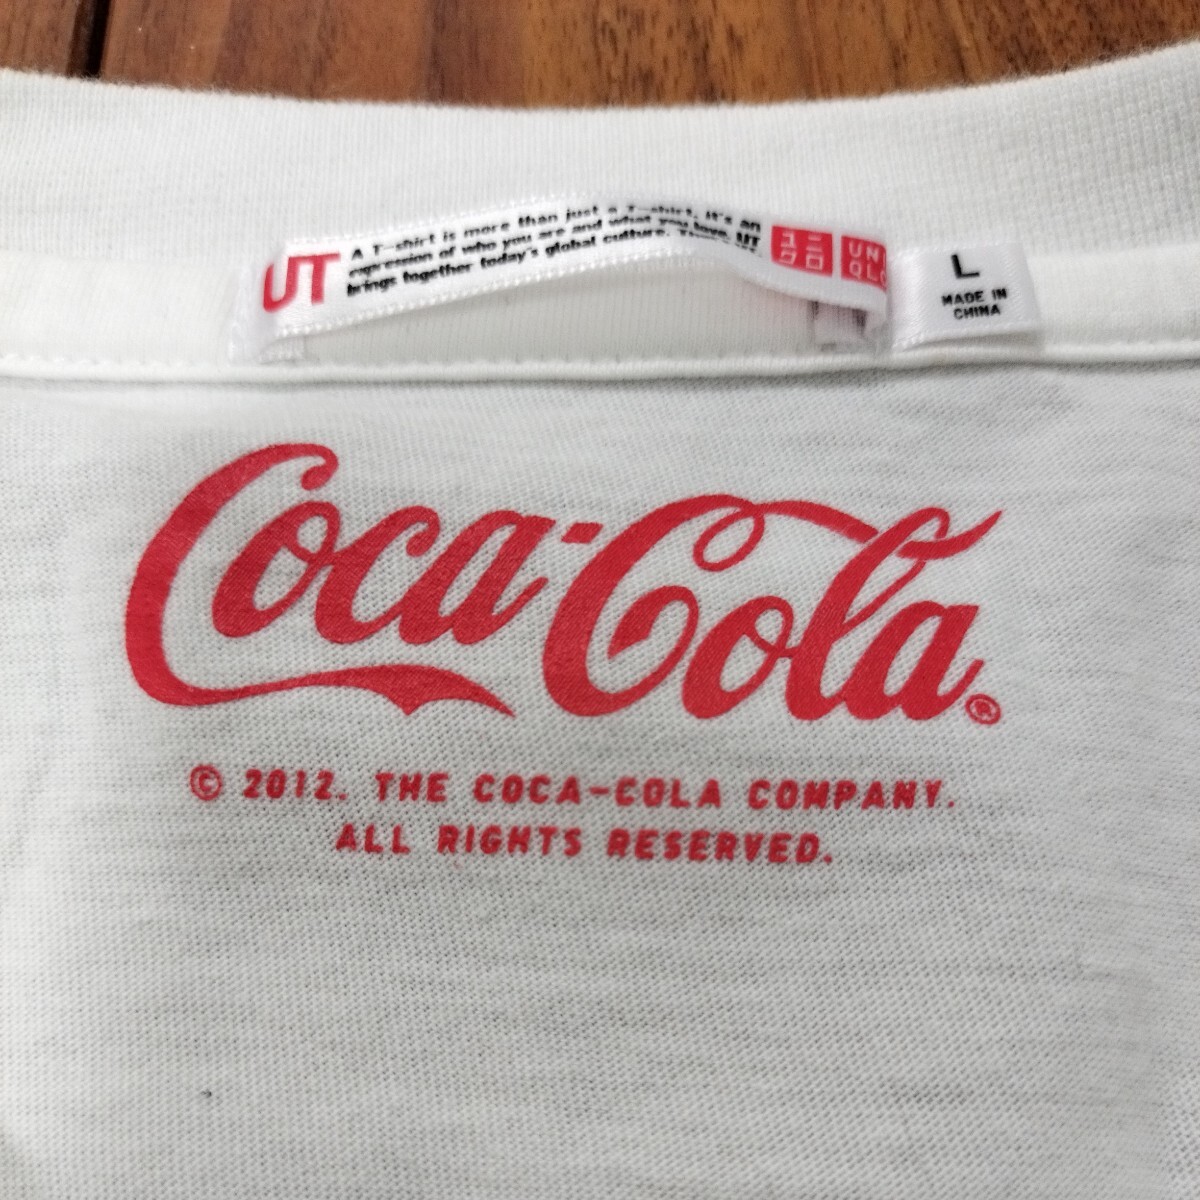 UT
A T-shirt is more than just a T-shirt. It's an
expression of who you are and what you love. UT
brings together today's global culture.
ユニ
クロ
UNI
QLO
L
MADE IN
CHINA
Coca-Cola®
© 2012. THE COCA-COLA COMPANY.
ALL RIGHTS RESERVED.